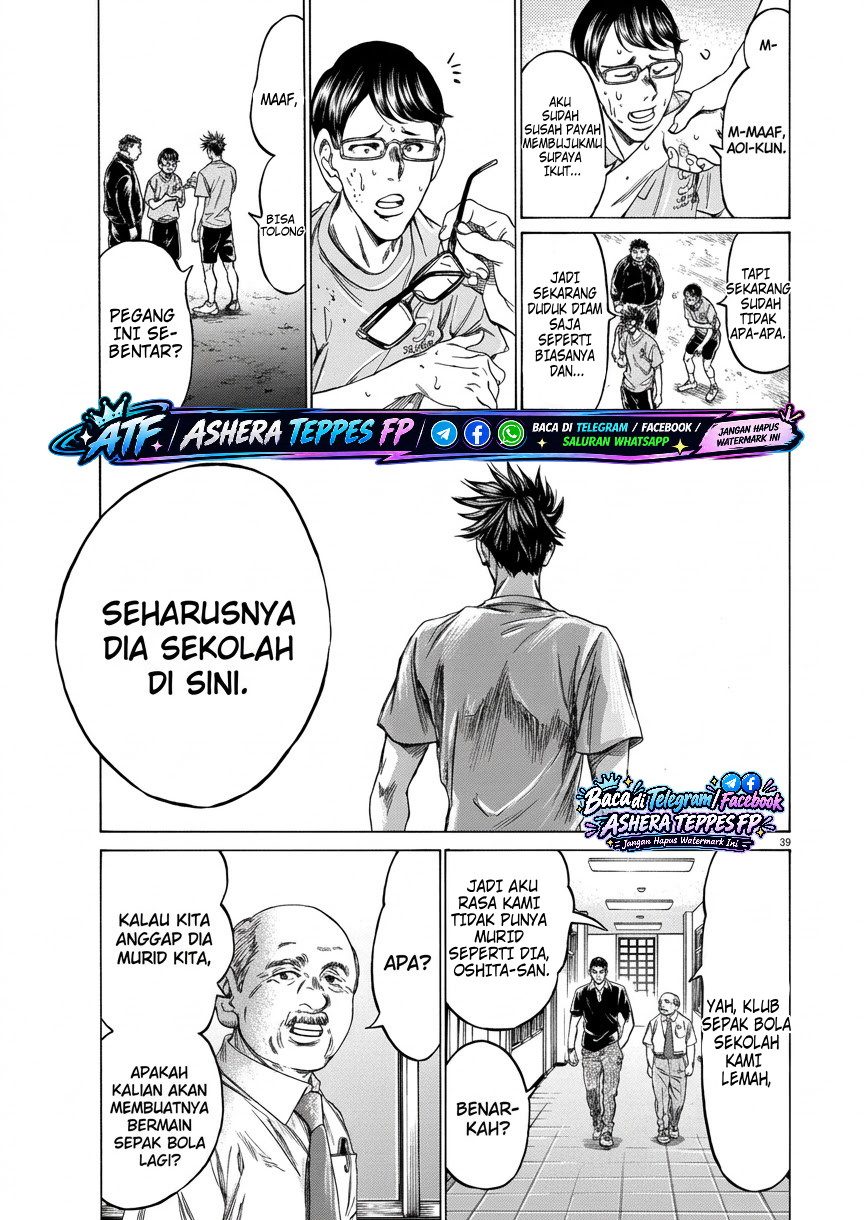 M-
M-MAAF,
AOI-KUN.
AKU
SUDAH
SUSAH PAYAH
MEMBUJUKMU
SUPAYA
IKUT...
TAPI
SEKARANG
SUDAH
TIDAK
APA-APA.
JADI
SEKARANG
DUDUK DIAM
SAJA
SEPERTI
BIASANYA
DAN...
MAAF,
BISA
TOLONG
PEGANG
INI SE-
BENTAR?
ATF ASHERA TEPPES FP
BACA DI TELEGRAM / FACEBOOK /
SALURAN WHATSAPP
JANGAN HAPUS
WATERMARK INI
SEHARUSNYA
DIA SEKOLAH
DI SINI.
Baca di Telegram/Facebook
ASHERA TEPPES FP
Jangan Hapus Watermark Ini
39
YAH, KLUB
SEPAK BOLA
SEKOLAH
KAMI
LEMAH,
JADI AKU
RASA KAMI
TIDAK PUNYA
MURID
SEPERTI DIA,
OSHITA-SAN.
BENAR-
KAH?
APA?
KALAU KITA
ANGGAP DIA
MURID KITA,
APAKAH
KALIAN AKAN
MEMBUATNYA
BERMAIN
SEPAK BOLA
LAGI?